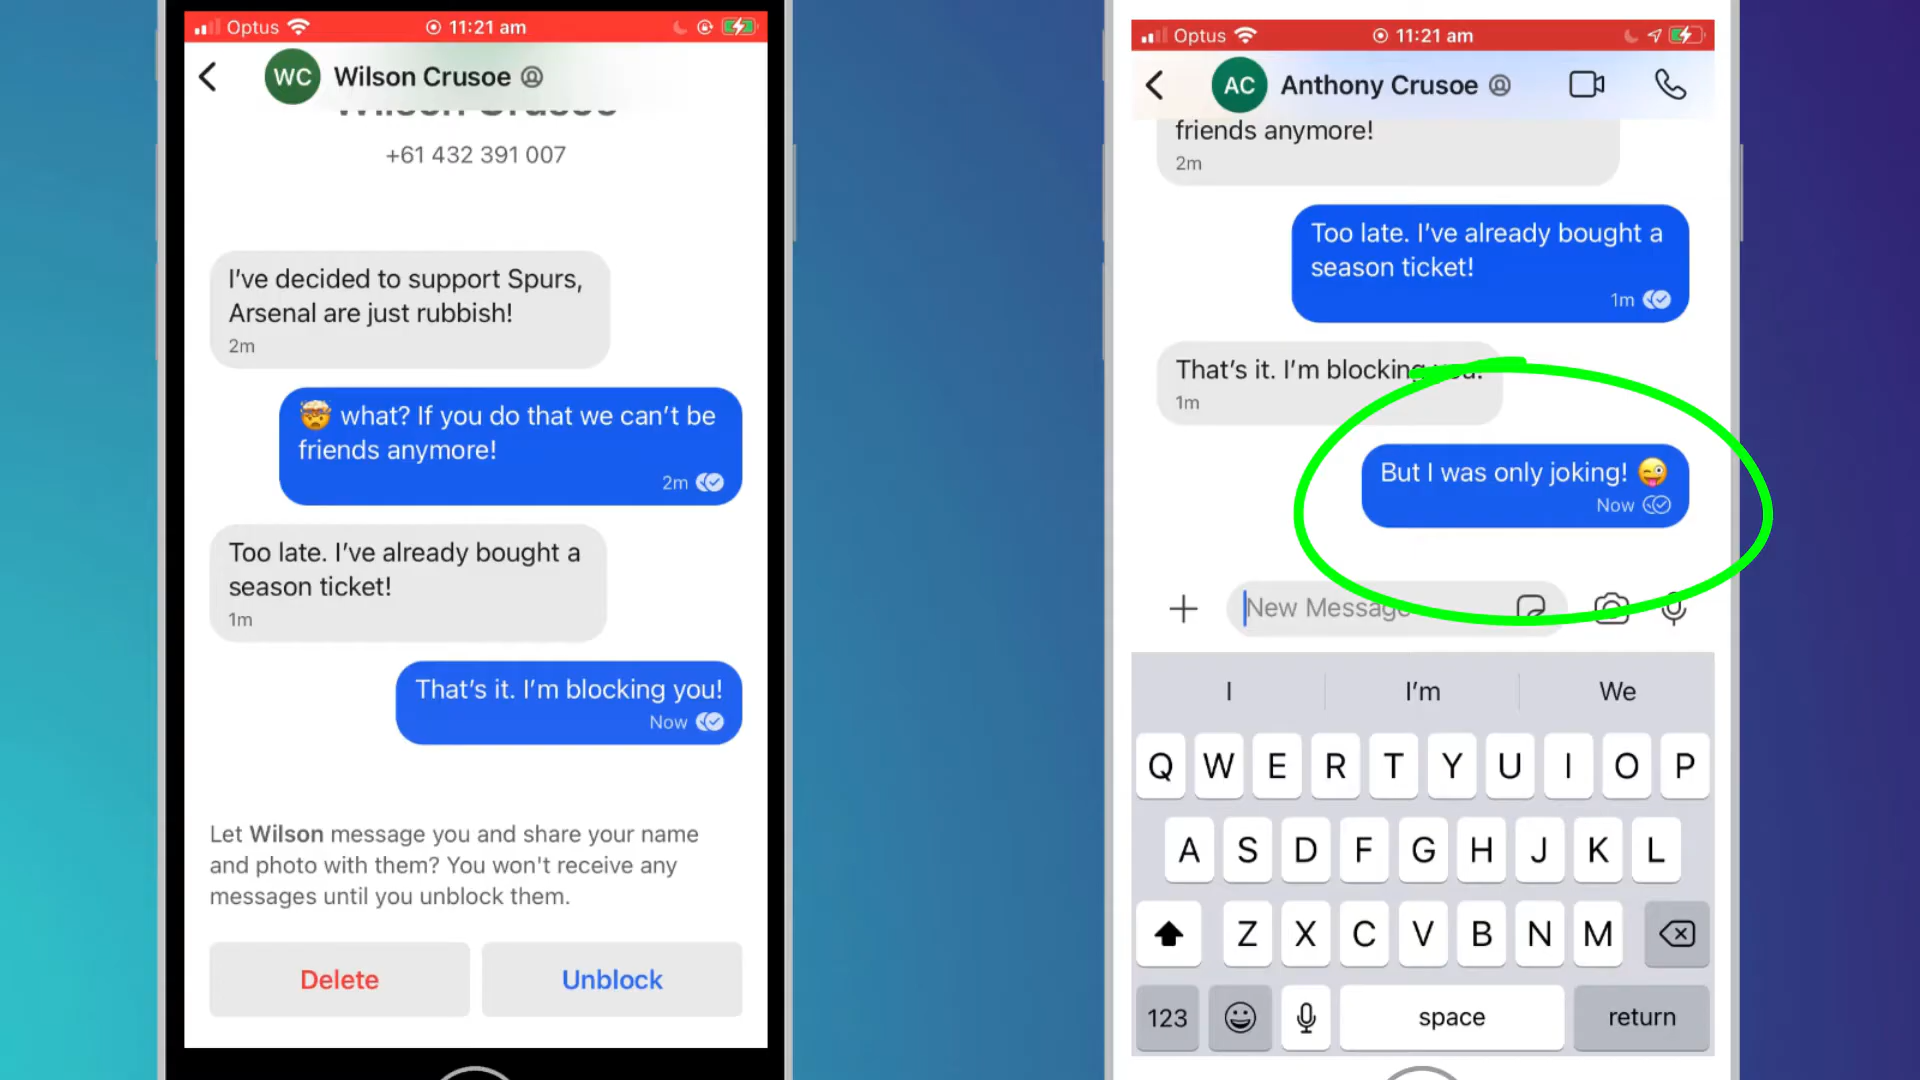 Optus 11:21 am
WC Wilson Crusoe
Wilson Crusoe
+61 432 391 007
I've decided to support Spurs,
Arsenal are just rubbish!
2m
🤯 what? If you do that we can't be
friends anymore!
2m
Too late. I've already bought a
season ticket!
1m
That's it. I'm blocking you!
Now
Let Wilson message you and share your name
and photo with them? You won't receive any
messages until you unblock them.
Delete Unblock
Optus 11:21 am
AC Anthony Crusoe
friends anymore!
2m
Too late. I've already bought a
season ticket!
1m
That's it. I'm blocking you!
1m
But I was only joking! 😜
Now
New Message
I I'm We
Q W E R T Y U I O P
A S D F G H J K L
Z X C V B N M
123 space return